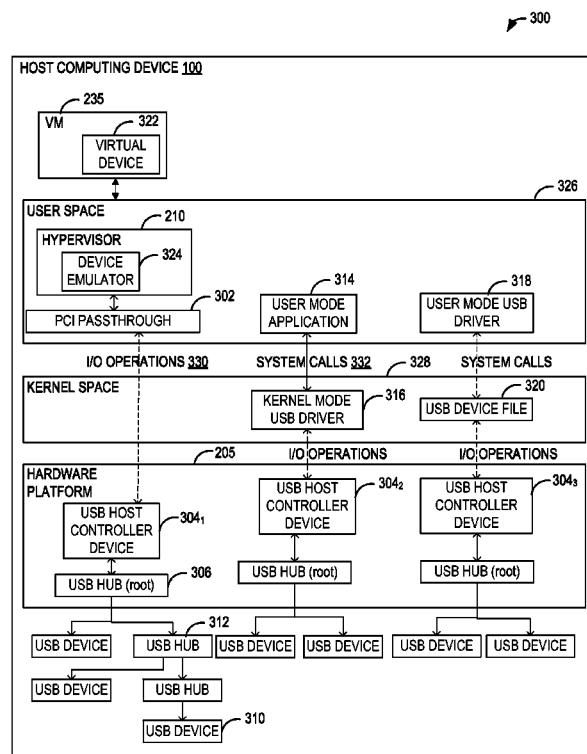 300
HOST COMPUTING DEVICE 100
235
VM
322
VIRTUAL
DEVICE
326
USER SPACE
210
HYPERVISOR
DEVICE
EMULATOR
324
302
PCI PASSTHROUGH
314
USER MODE
APPLICATION
318
USER MODE USB
DRIVER
I/O OPERATIONS 330
SYSTEM CALLS 332
SYSTEM CALLS
328
KERNEL SPACE
KERNEL MODE
USB DRIVER
316
320
USB DEVICE FILE
205
I/O OPERATIONS
I/O OPERATIONS
HARDWARE
PLATFORM
USB HOST
CONTROLLER
DEVICE
304₁
USB HOST
CONTROLLER
DEVICE
304₂
USB HOST
CONTROLLER
DEVICE
304₃
306
USB HUB (root)
USB HUB (root)
USB HUB (root)
312
USB DEVICE
USB HUB
USB DEVICE
USB DEVICE
USB DEVICE
USB DEVICE
USB DEVICE
USB HUB
USB DEVICE
310